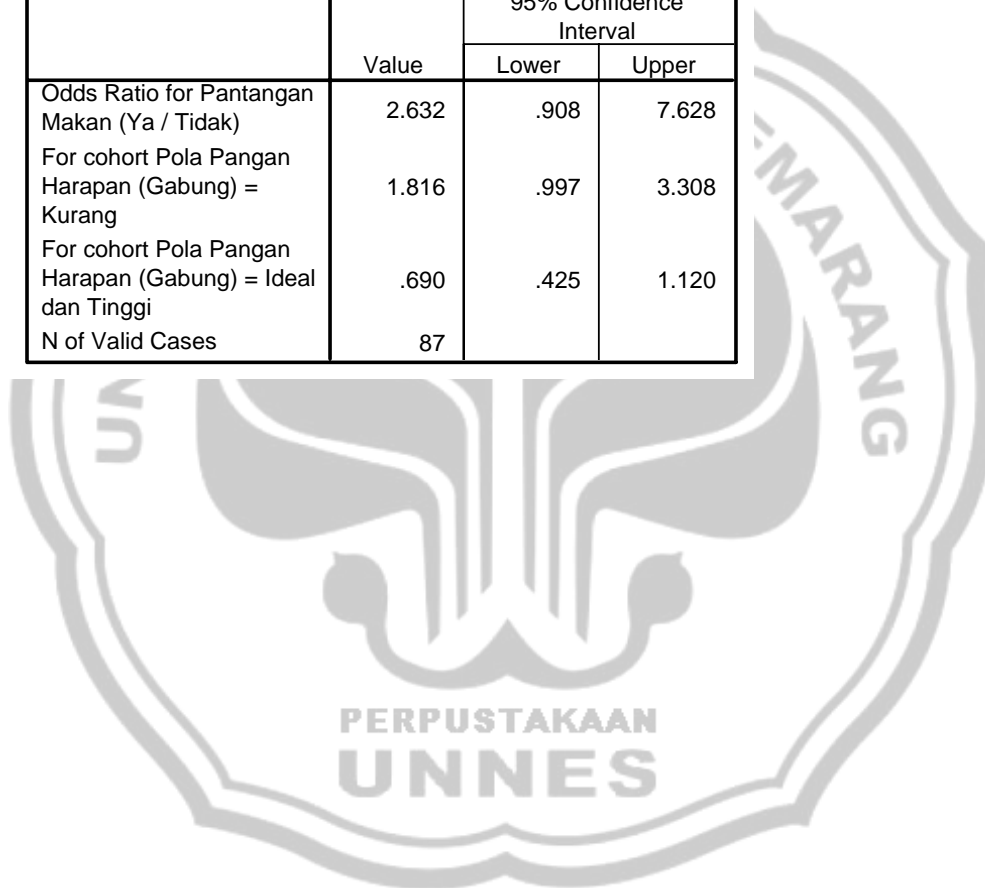 95% Confidence
Interval
Value Lower Upper
Odds Ratio for Pantangan
Makan (Ya / Tidak) 2.632 .908 7.628
For cohort Pola Pangan
Harapan (Gabung) =
Kurang 1.816 .997 3.308
For cohort Pola Pangan
Harapan (Gabung) = Ideal
dan Tinggi .690 .425 1.120
N of Valid Cases 87
PERPUSTAKAAN
UNNES